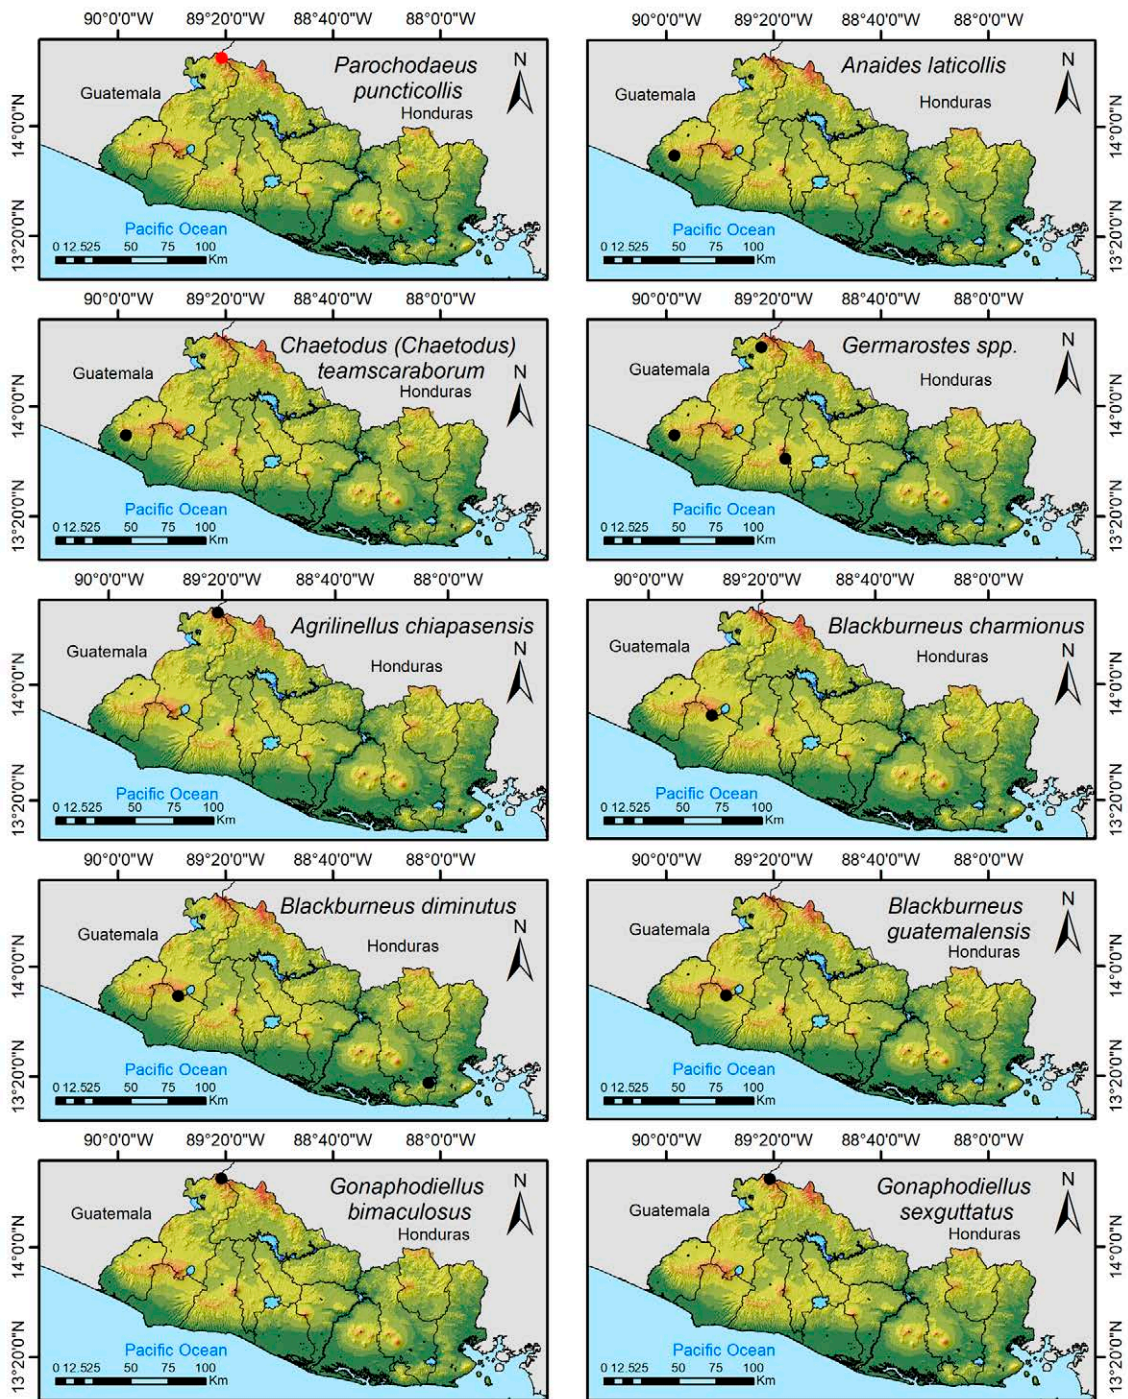 90°0'0"W 89°20'0"W 88°40'0"W 88°0'0"W
Parochodaeus
puncticollis
N
Guatemala
Honduras
14°0'0"N
Pacific Ocean
13°20'0"N
0 12.525 50 75 100
Km
90°0'0"W 89°20'0"W 88°40'0"W 88°0'0"W
Anaides laticollis
N
Guatemala
Honduras
14°0'0"N
Pacific Ocean
13°20'0"N
0 12.525 50 75 100
Km
90°0'0"W 89°20'0"W 88°40'0"W 88°0'0"W
Chaetodus (Chaetodus)
teamscaraborum
N
Guatemala
Honduras
14°0'0"N
Pacific Ocean
13°20'0"N
0 12.525 50 75 100
Km
90°0'0"W 89°20'0"W 88°40'0"W 88°0'0"W
Germarostes spp.
N
Guatemala
Honduras
14°0'0"N
Pacific Ocean
13°20'0"N
0 12.525 50 75 100
Km
90°0'0"W 89°20'0"W 88°40'0"W 88°0'0"W
Agrilinellus chiapasensis
N
Guatemala
Honduras
14°0'0"N
Pacific Ocean
13°20'0"N
0 12.525 50 75 100
Km
90°0'0"W 89°20'0"W 88°40'0"W 88°0'0"W
Blackburneus charmionus
N
Guatemala
Honduras
14°0'0"N
Pacific Ocean
13°20'0"N
0 12.525 50 75 100
Km
90°0'0"W 89°20'0"W 88°40'0"W 88°0'0"W
Blackburneus diminutus
N
Guatemala
Honduras
14°0'0"N
Pacific Ocean
13°20'0"N
0 12.525 50 75 100
Km
90°0'0"W 89°20'0"W 88°40'0"W 88°0'0"W
Blackburneus
guatemalensis
N
Guatemala
Honduras
14°0'0"N
Pacific Ocean
13°20'0"N
0 12.525 50 75 100
Km
90°0'0"W 89°20'0"W 88°40'0"W 88°0'0"W
Gonaphodiellus
bimaculosus
N
Guatemala
Honduras
14°0'0"N
Pacific Ocean
13°20'0"N
0 12.525 50 75 100
Km
90°0'0"W 89°20'0"W 88°40'0"W 88°0'0"W
Gonaphodiellus
sexguttatus
N
Guatemala
Honduras
14°0'0"N
Pacific Ocean
13°20'0"N
0 12.525 50 75 100
Km